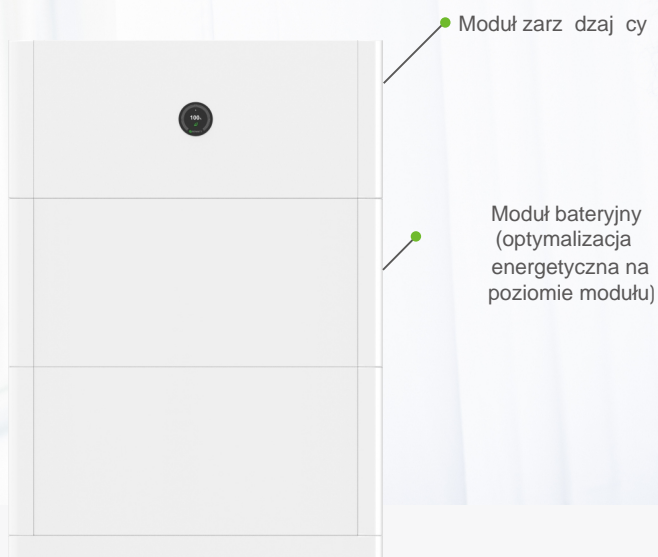 Moduł zarz dzaj cy
100%
Moduł bateryjny
(optymalizacja
energetyczna na
poziomie modułu)